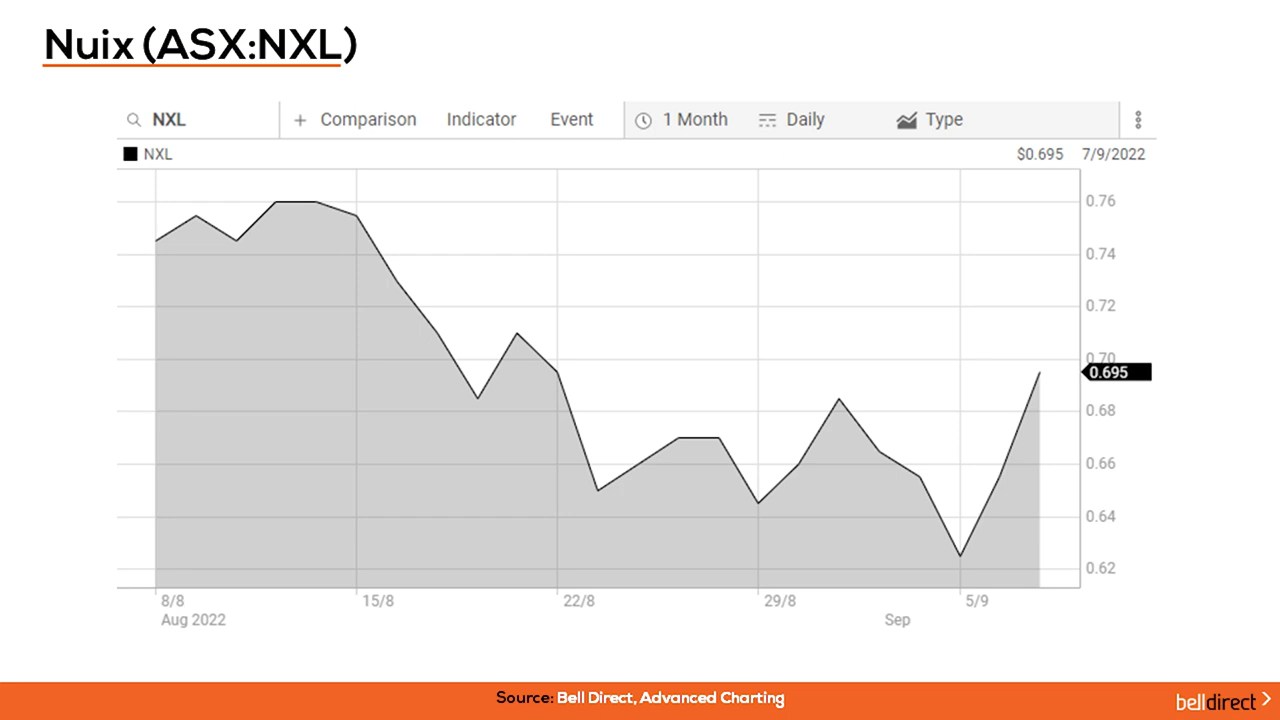 Nuix (ASX:NXL)
NXL + Comparison Indicator Event 1 Month Daily Type
NXL $0.695 7/9/2022
0.76
0.74
0.72
0.70
0.695
0.68
0.66
0.64
0.62
8/8 15/8 22/8 29/8 5/9
Aug 2022 Sep
Source: Bell Direct, Advanced Charting
belldirect